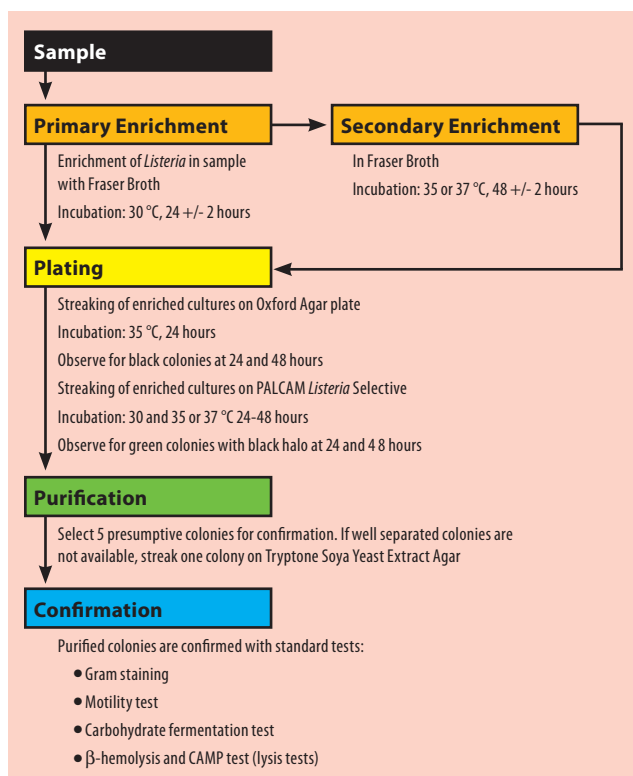 Sample
Primary Enrichment
Enrichment of Listeria in sample
with Fraser Broth
Incubation: 30 °C, 24 +/- 2 hours
Secondary Enrichment
In Fraser Broth
Incubation: 35 or 37 °C, 48 +/- 2 hours
Plating
Streaking of enriched cultures on Oxford Agar plate
Incubation: 35 °C, 24 hours
Observe for black colonies at 24 and 48 hours
Streaking of enriched cultures on PALCAM Listeria Selective
Incubation: 30 and 35 or 37 °C 24-48 hours
Observe for green colonies with black halo at 24 and 4 8 hours
Purification
Select 5 presumptive colonies for confirmation. If well separated colonies are
not available, streak one colony on Tryptone Soya Yeast Extract Agar
Confirmation
Purified colonies are confirmed with standard tests:
• Gram staining
• Motility test
• Carbohydrate fermentation test
• β-hemolysis and CAMP test (lysis tests)